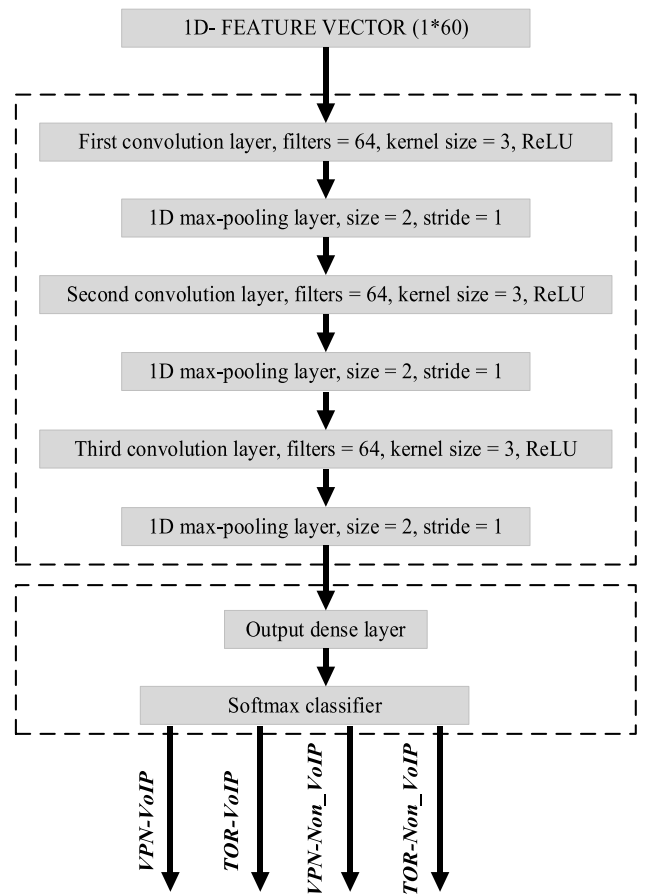 1D- FEATURE VECTOR (1*60)
First convolution layer, filters = 64, kernel size = 3, ReLU
1D max-pooling layer, size = 2, stride = 1
Second convolution layer, filters = 64, kernel size = 3, ReLU
1D max-pooling layer, size = 2, stride = 1
Third convolution layer, filters = 64, kernel size = 3, ReLU
1D max-pooling layer, size = 2, stride = 1
Output dense layer
Softmax classifier
VPN-VoIP
TOR-VoIP
VPN-Non_VoIP
TOR-Non_VoIP